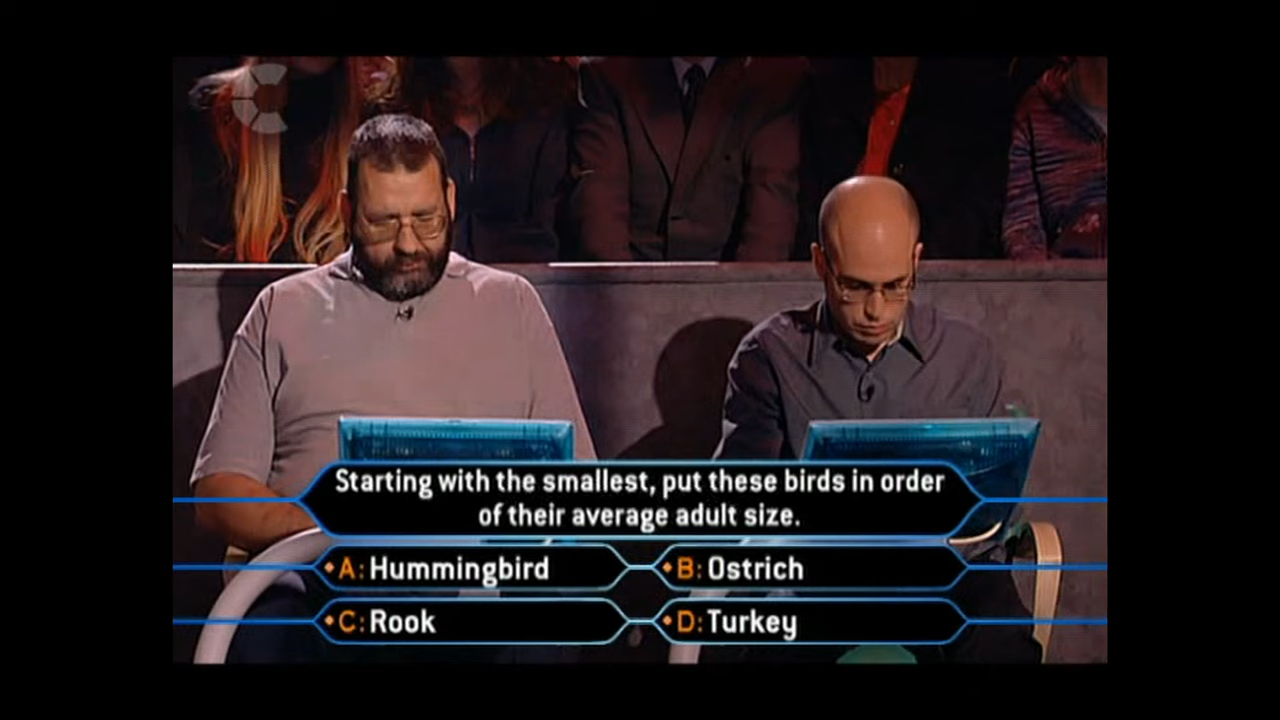 Starting with the smallest, put these birds in order
of their average adult size.
A: Hummingbird
B: Ostrich
C: Rook
D: Turkey